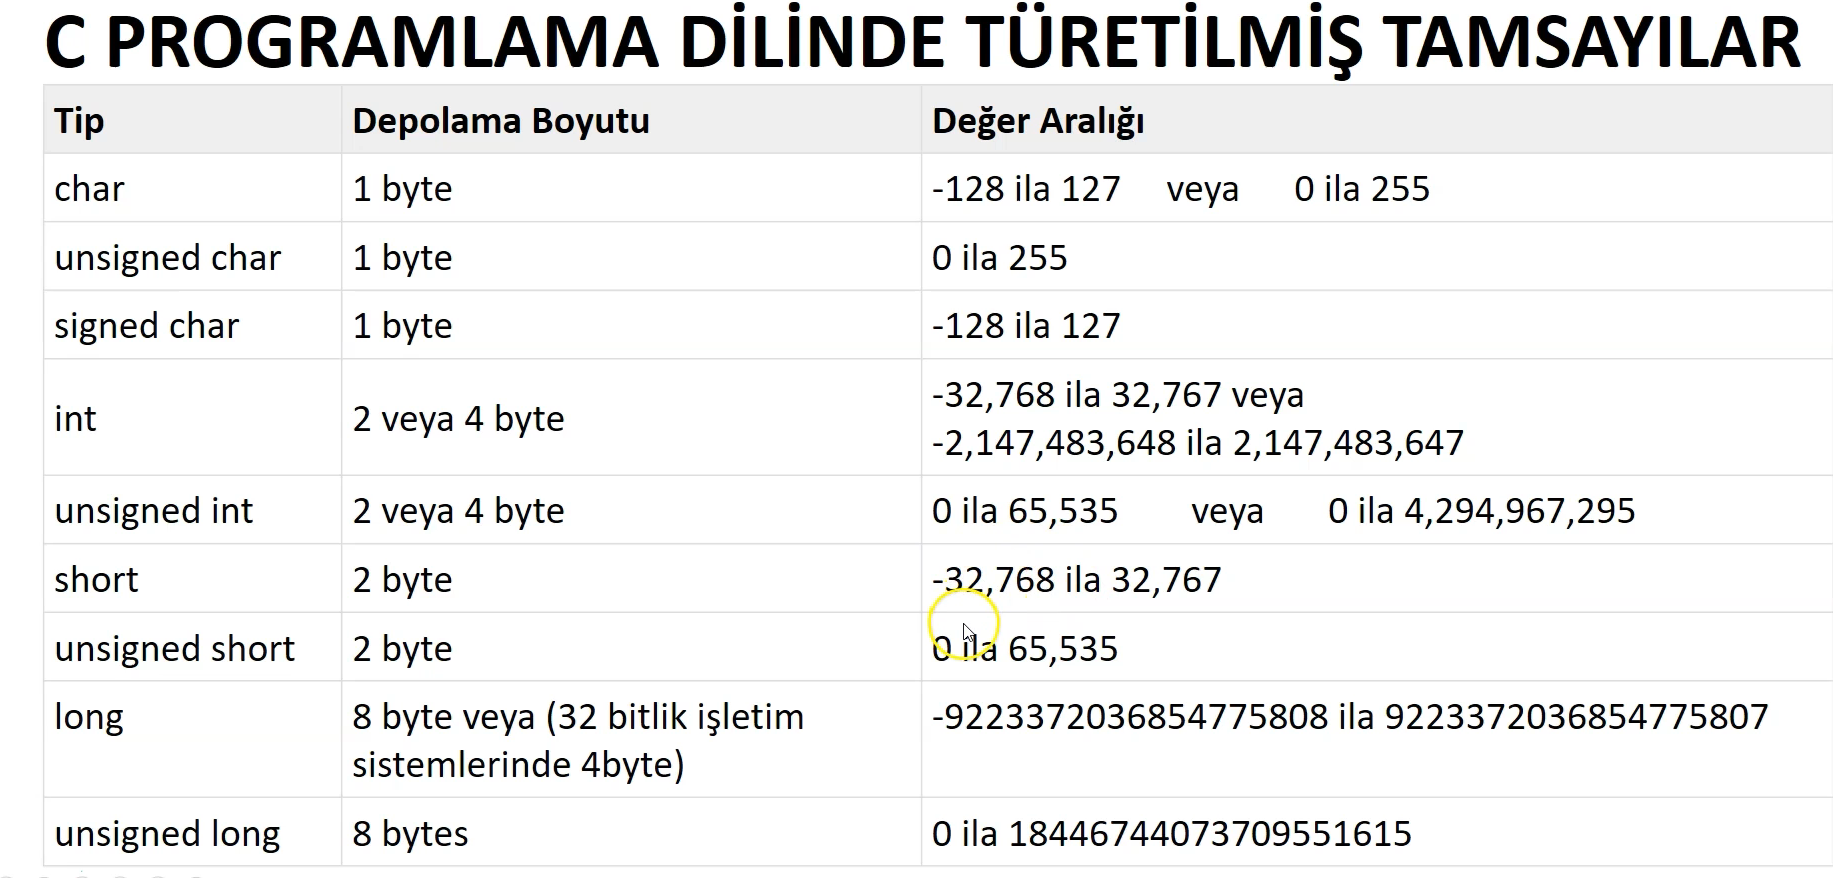 C PROGRAMLAMA DİLİNDE TÜRETİLMİŞ TAMSAYILAR
Tip Depolama Boyutu Değer Aralığı
char 1 byte -128 ila 127 veya 0 ila 255
unsigned char 1 byte 0 ila 255
signed char 1 byte -128 ila 127
int 2 veya 4 byte -32,768 ila 32,767 veya
-2,147,483,648 ila 2,147,483,647
unsigned int 2 veya 4 byte 0 ila 65,535 veya 0 ila 4,294,967,295
short 2 byte -32,768 ila 32,767
unsigned short 2 byte 0 ila 65,535
long 8 byte veya (32 bitlik işletim -9223372036854775808 ila 9223372036854775807
sistemlerinde 4byte)
unsigned long 8 bytes 0 ila 18446744073709551615